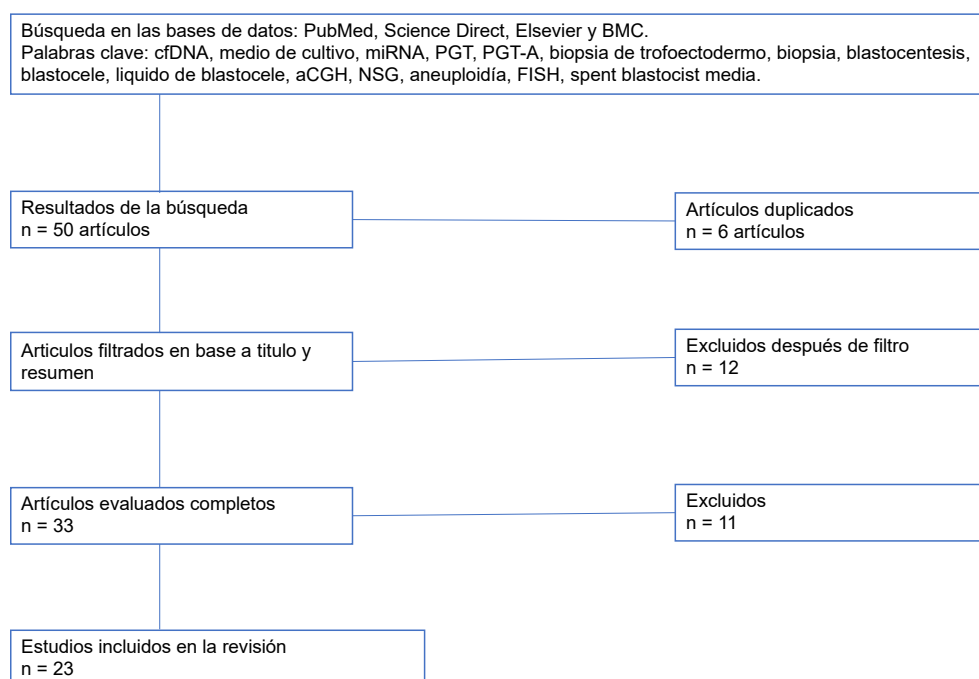 Búsqueda en las bases de datos: PubMed, Science Direct, Elsevier y BMC.
Palabras clave: cfDNA, medio de cultivo, miRNA, PGT, PGT-A, biopsia de trofoectodermo, biopsia, blastocentesis,
blastocele, liquido de blastocele, aCGH, NSG, aneuploidía, FISH, spent blastocist media.
Resultados de la búsqueda
n = 50 artículos
Artículos duplicados
n = 6 artículos
Articulos filtrados en base a titulo y
resumen
Excluidos después de filtro
n = 12
Artículos evaluados completos
n = 33
Excluidos
n = 11
Estudios incluidos en la revisión
n = 23